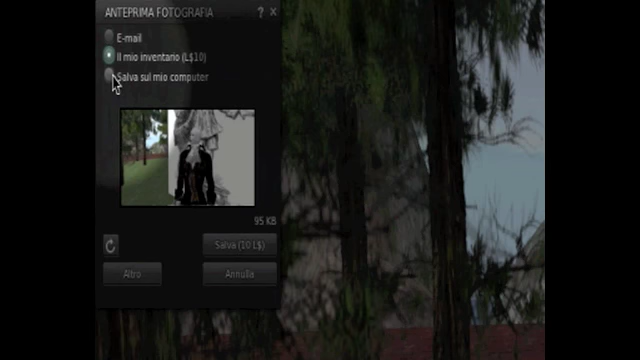 ANTEPRIMA FOTOGRAFIA ? ×
E-mail
Il mio inventario (L$10)
Salva sul mio computer
95 KB
Salva (10 L$)
Altro
Annulla